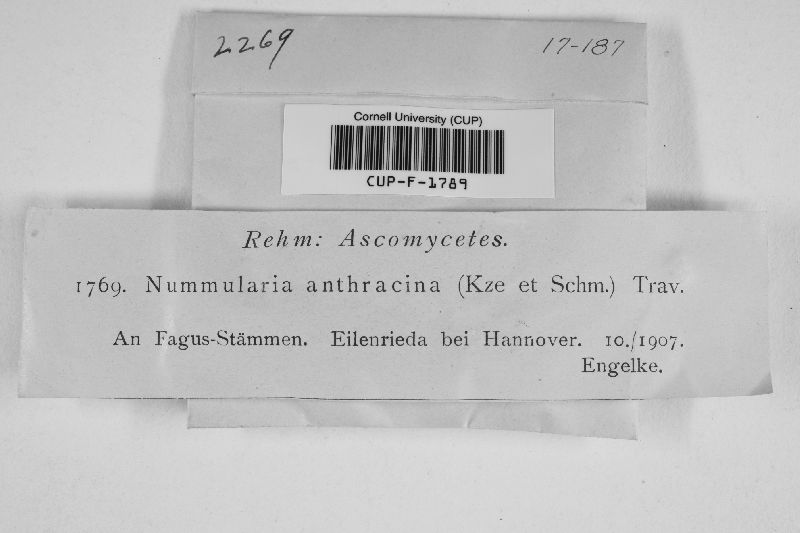 2269 17-187
Cornell University (CUP)
CUP-F-1789
Rehm: Ascomycetes.
1769. Nummularia anthracina (Kze et Schm.) Trav.
An Fagus-Stämmen. Eilenrieda bei Hannover. 10./1907.
Engelke.